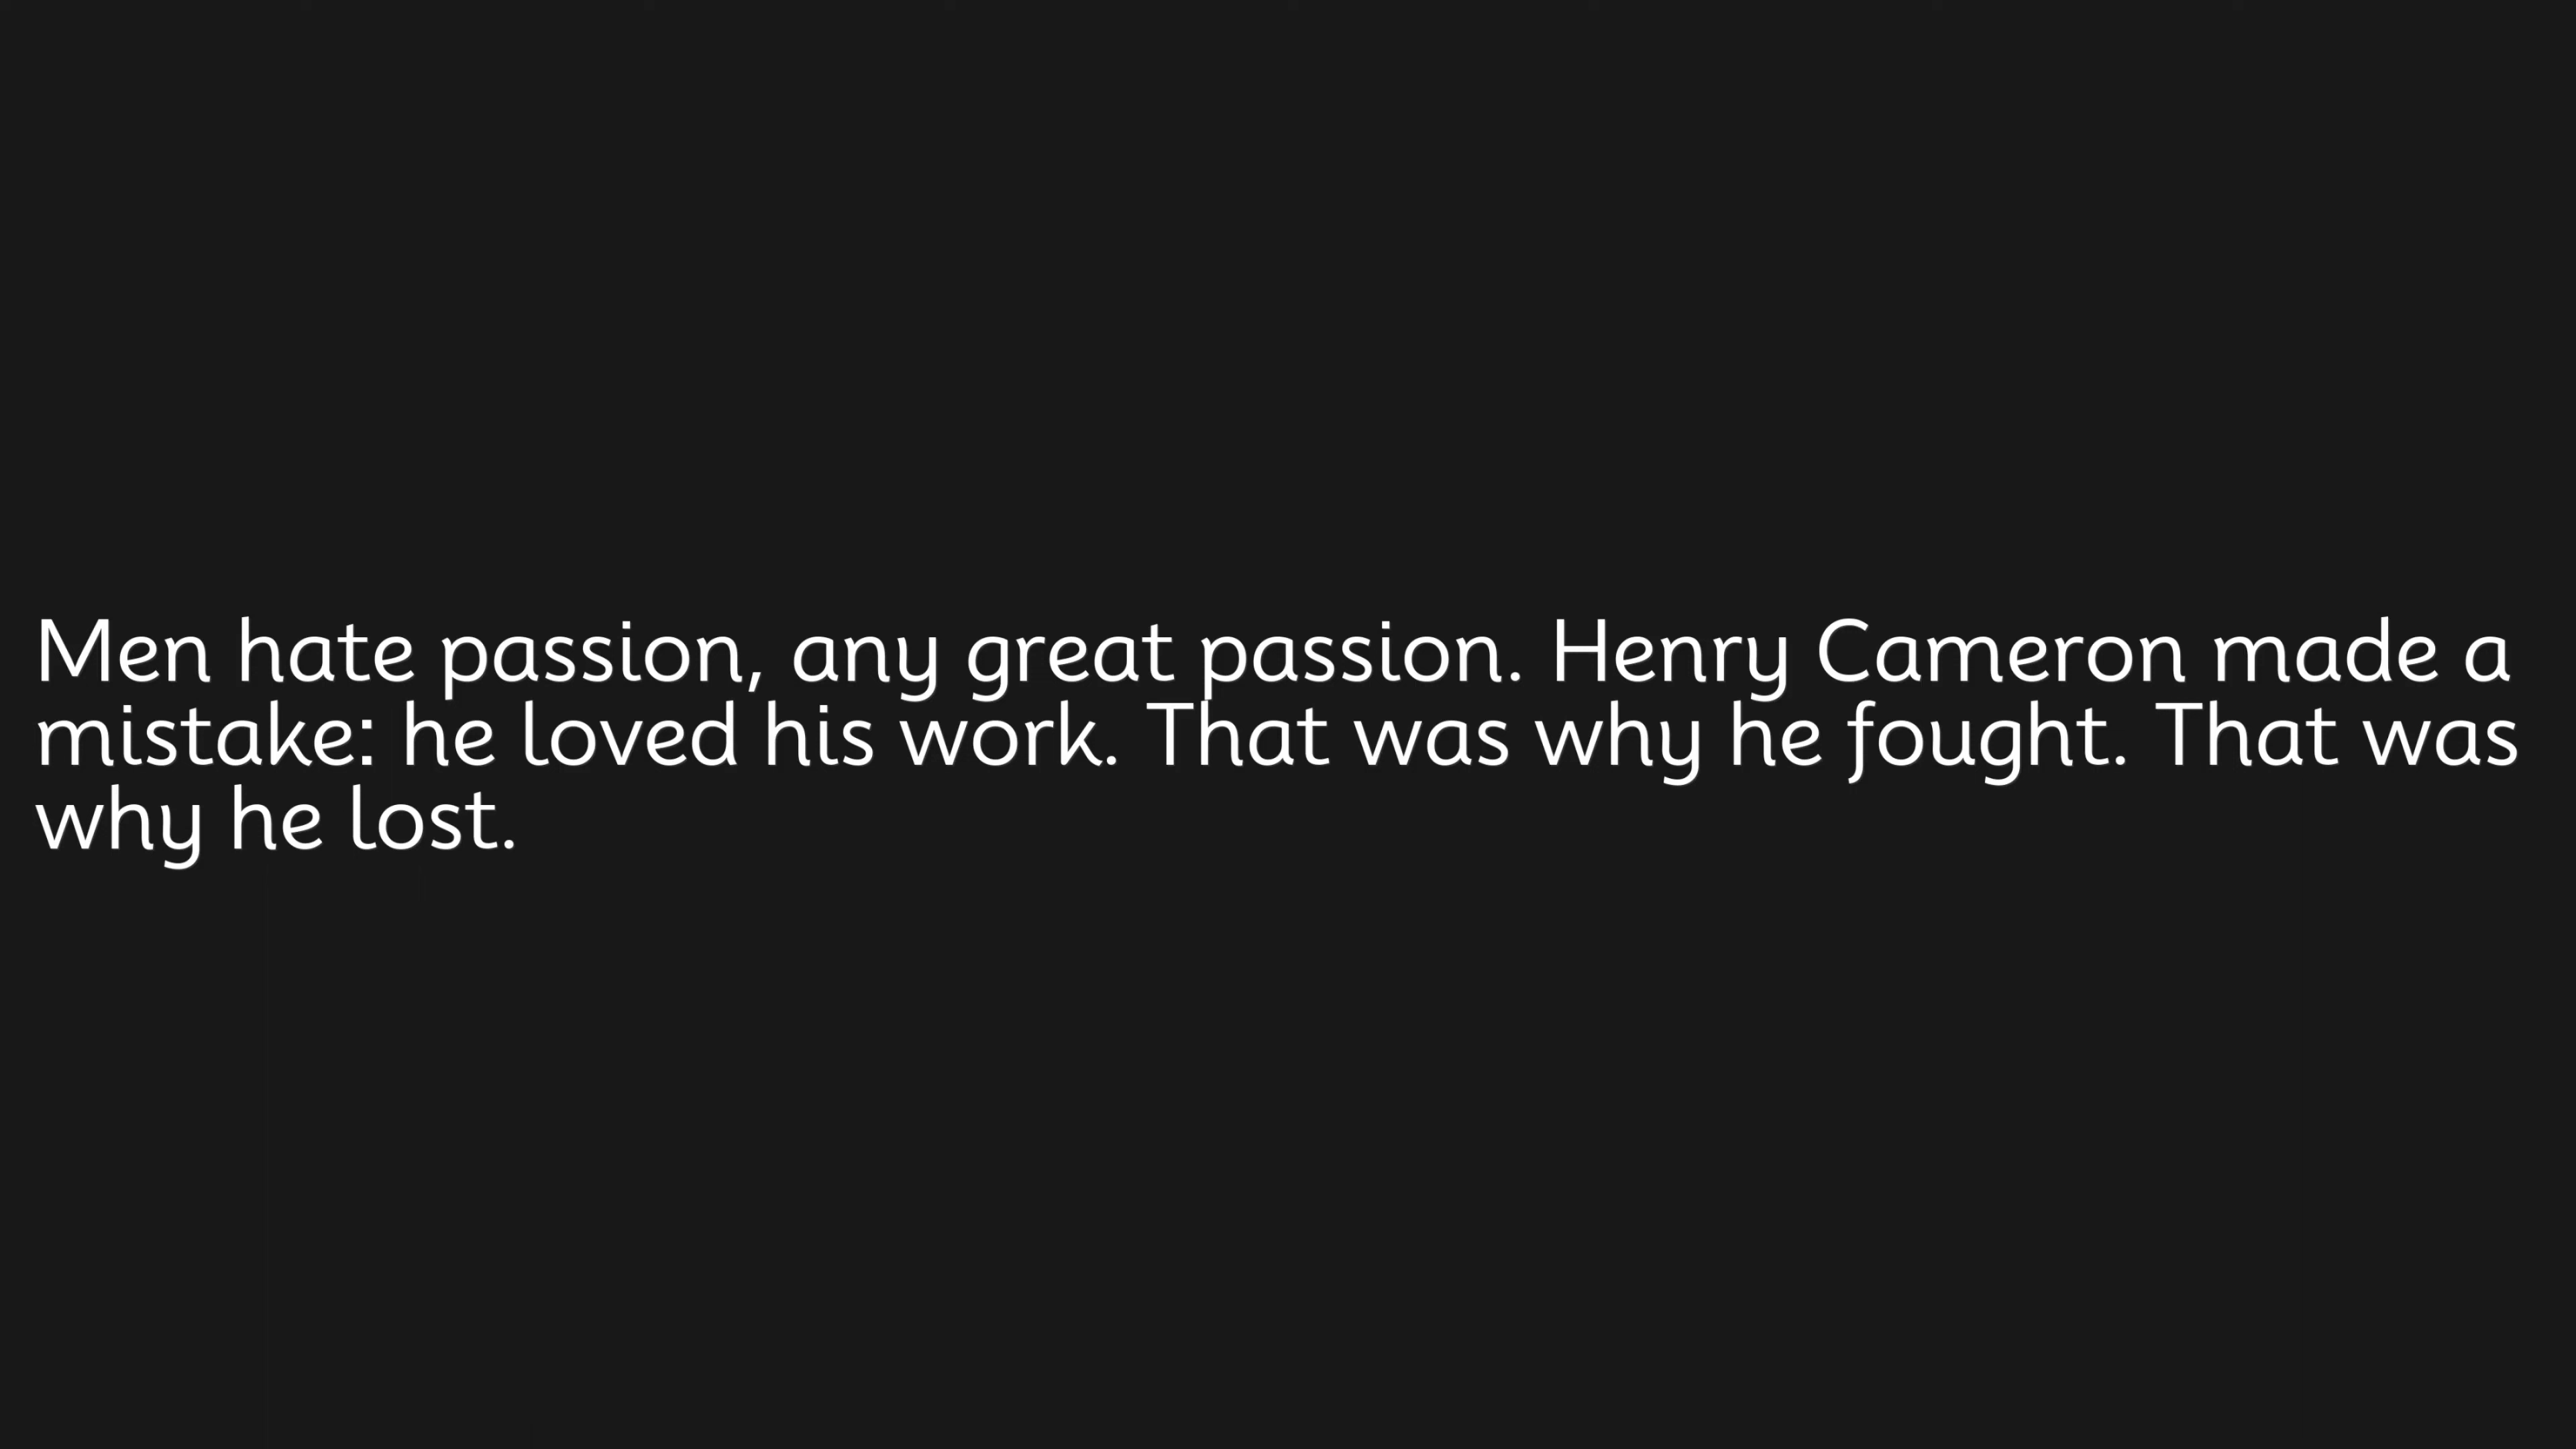 Men hate passion, any great passion. Henry Cameron made a
mistake: he loved his work. That was why he fought. That was
why he lost.